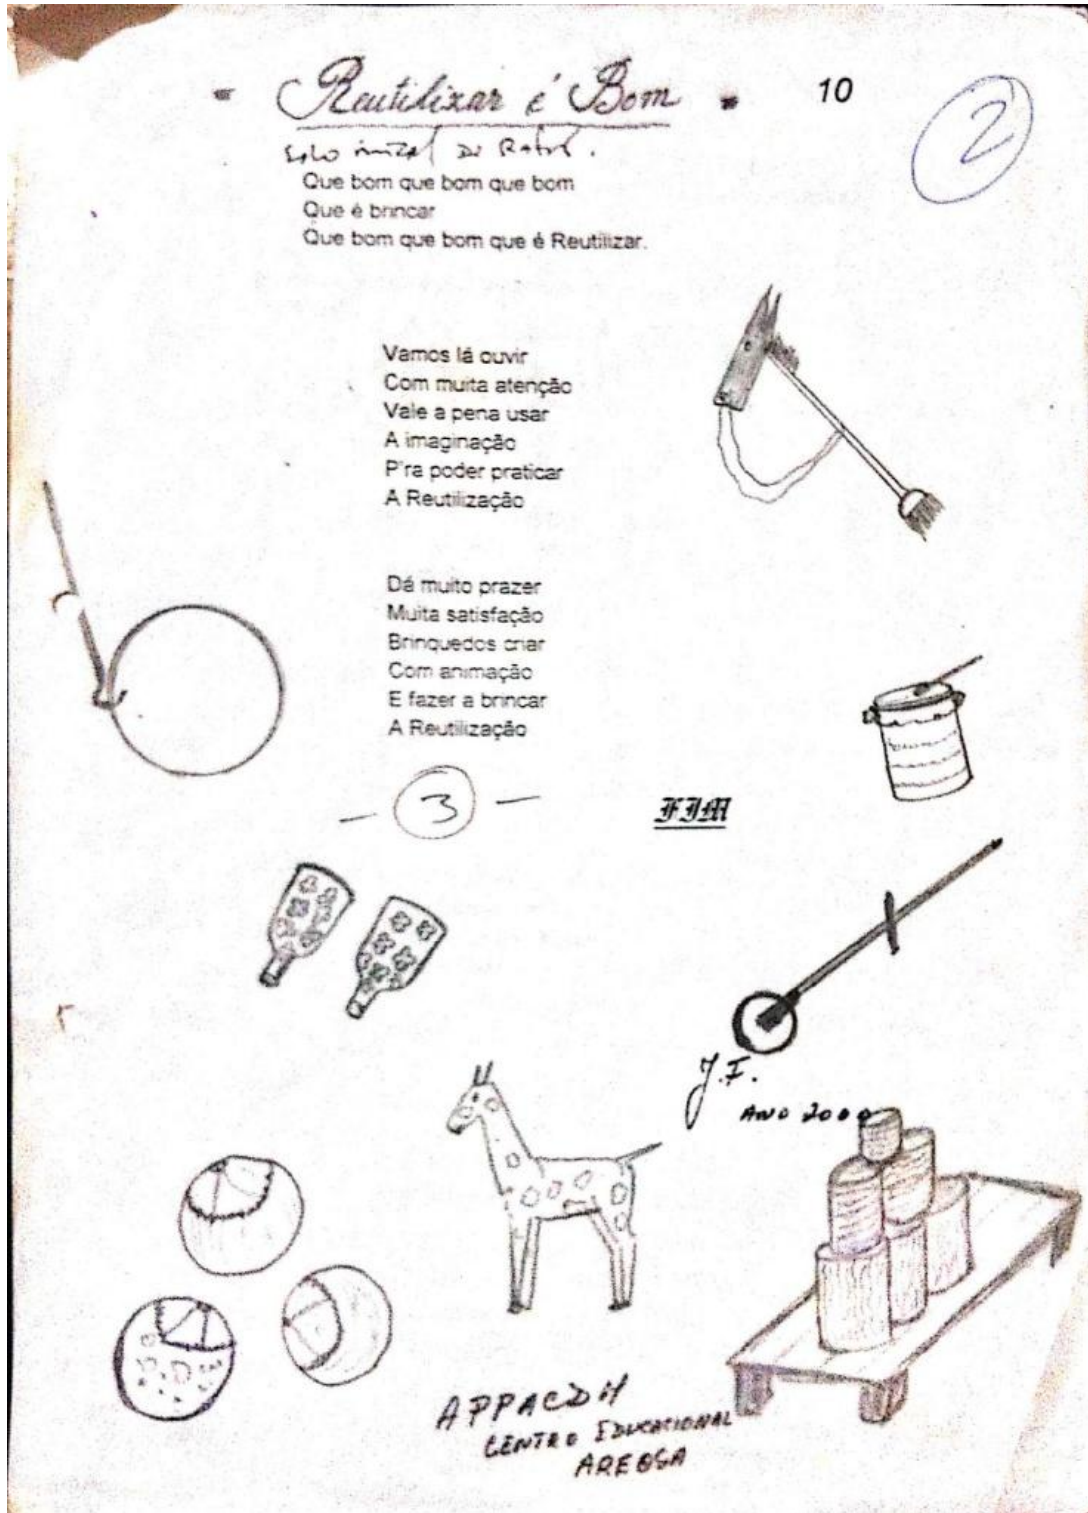 - Reutilizar é Bom -
10
2
Que bom que bom que bom
Que é brincar
Que bom que bom que é Reutilizar.
Vamos lá ouvir
Com muita atenção
Vale a pena usar
A imaginação
P'ra poder praticar
A Reutilização
Dá muito prazer
Muita satisfação
Brinquedos criar
Com animação
E fazer a brincar
A Reutilização
- 3 -
FIM
J.F.
ANO 2000
APPACDM
CENTRO EDUCACIONAL
AREOSA